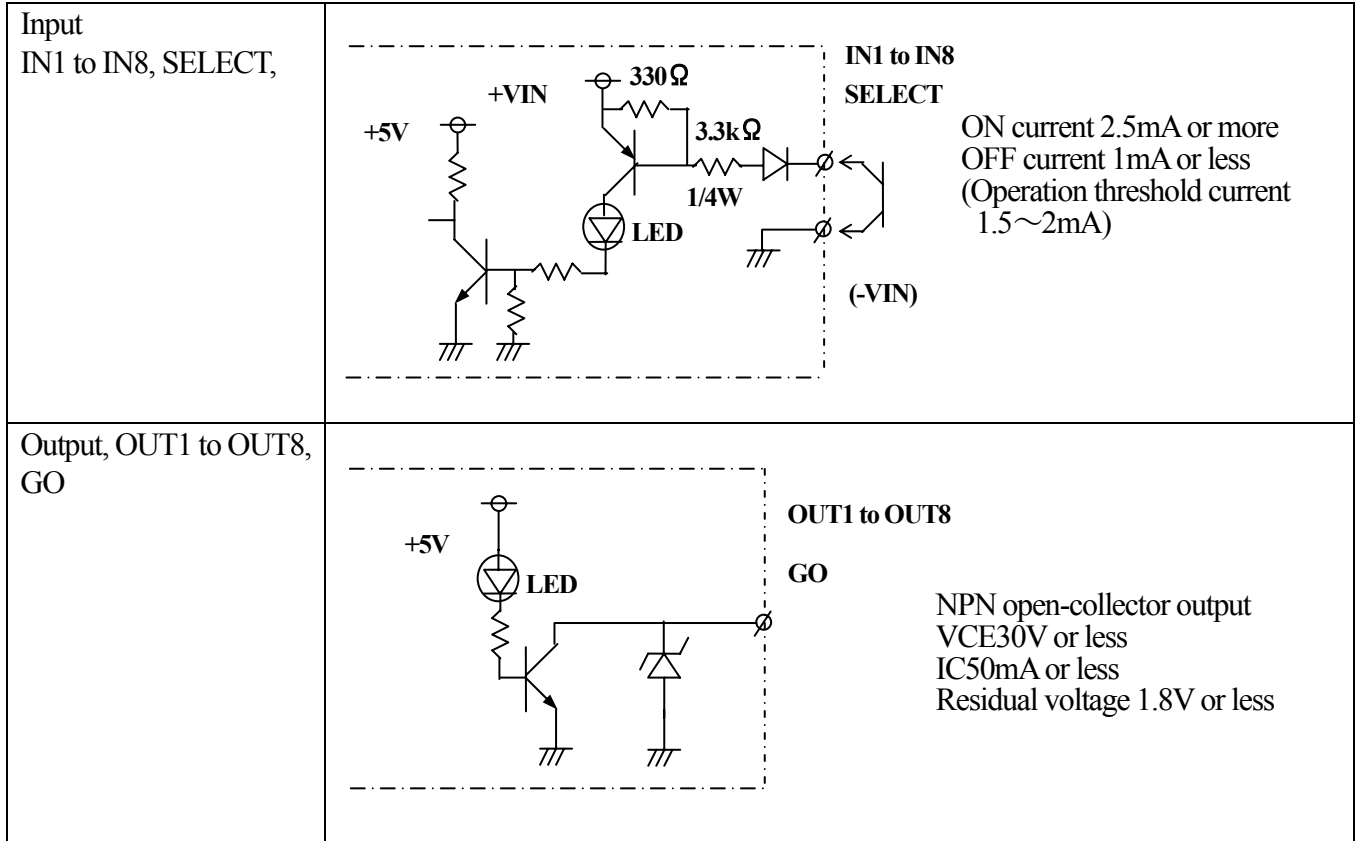 Input
IN1 to IN8, SELECT,
+VIN
330Ω
+5V
3.3kΩ
1/4W
LED
IN1 to IN8
SELECT
(-VIN)
ON current 2.5mA or more
OFF current 1mA or less
(Operation threshold current
1.5～2mA)
Output, OUT1 to OUT8,
GO
+5V
LED
OUT1 to OUT8
GO
NPN open-collector output
VCE30V or less
IC50mA or less
Residual voltage 1.8V or less